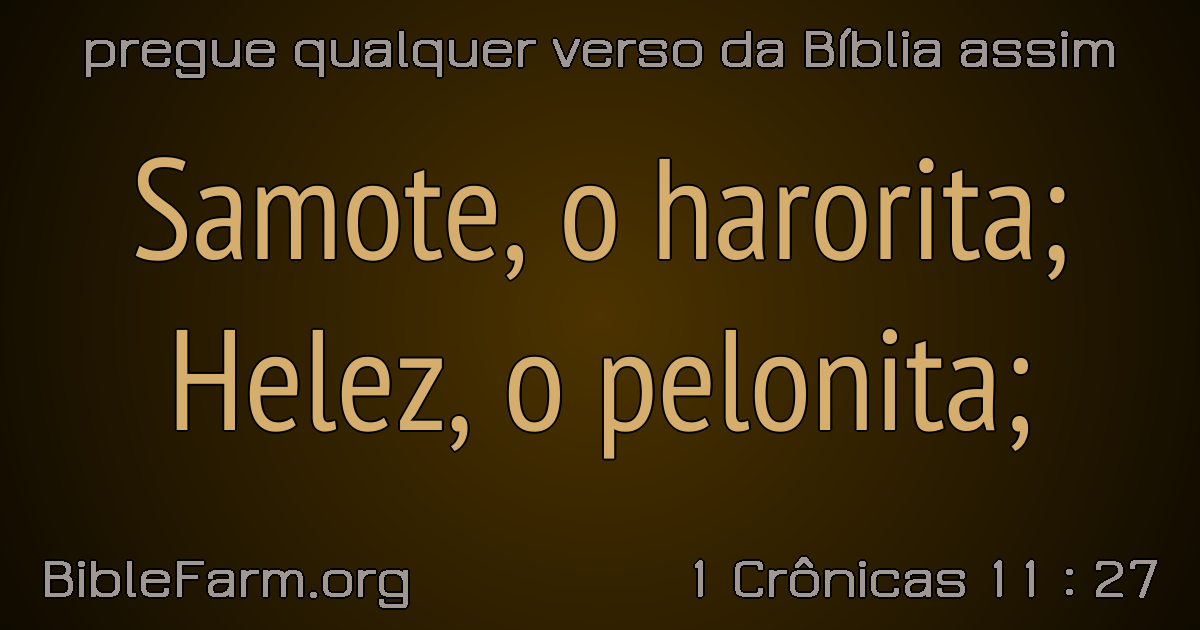 pregue qualquer verso da Bíblia assim
Samote, o harorita;
Helez, o pelonita;
BibleFarm.org
1 Crônicas 11 : 27